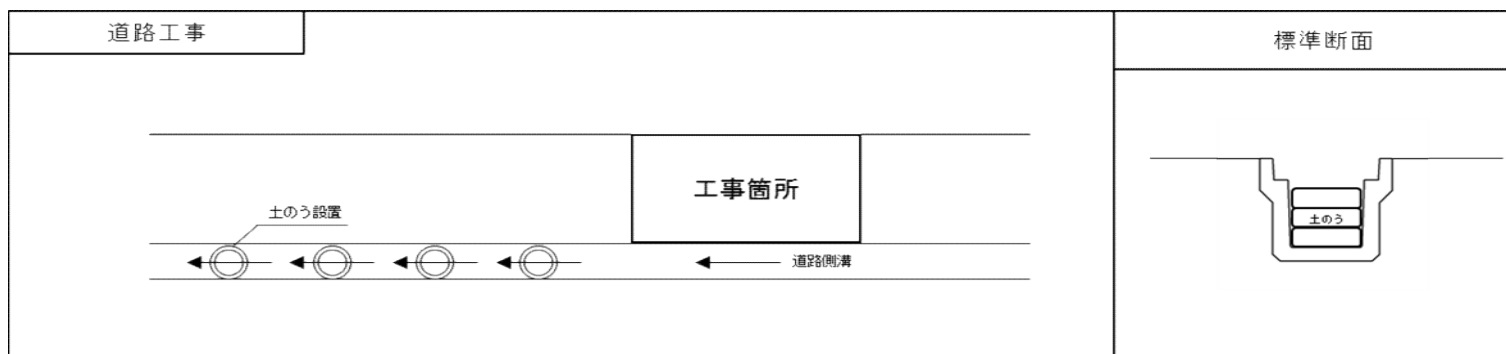 道路工事
標準断面
工事箇所
土のう設置
道路側溝
土のう